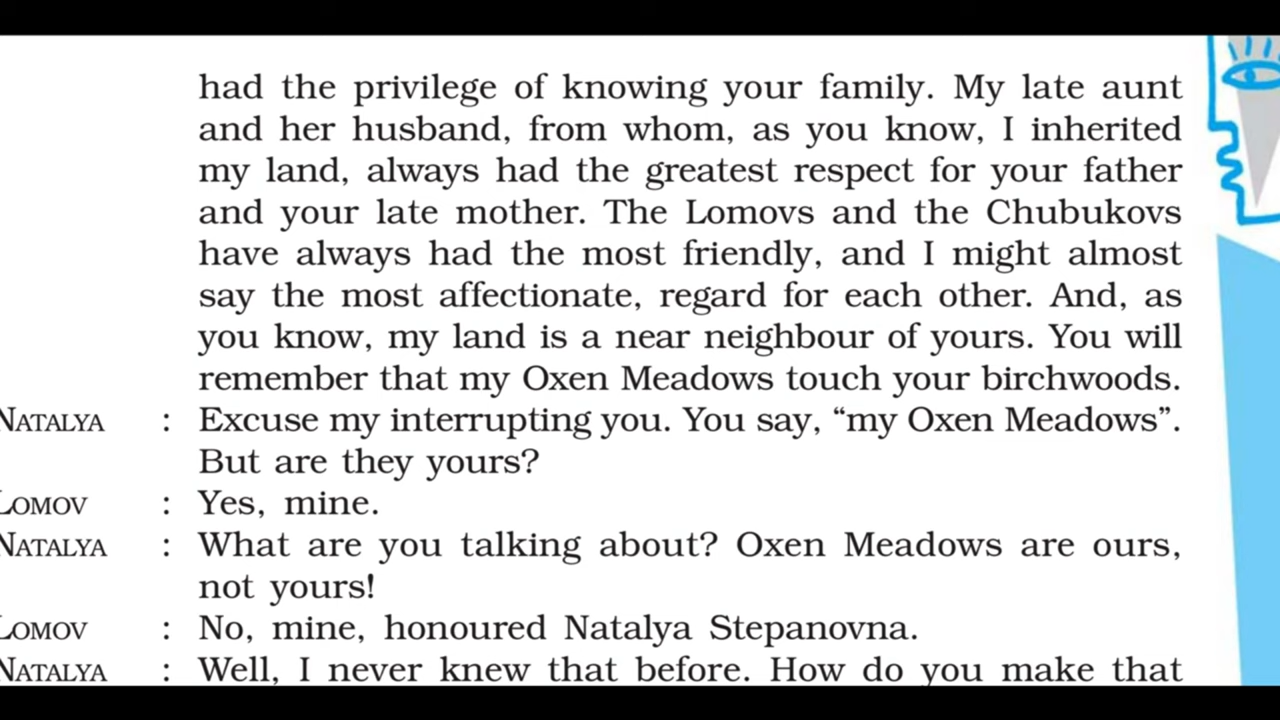 had the privilege of knowing your family. My late aunt
and her husband, from whom, as you know, I inherited
my land, always had the greatest respect for your father
and your late mother. The Lomovs and the Chubukovs
have always had the most friendly, and I might almost
say the most affectionate, regard for each other. And, as
you know, my land is a near neighbour of yours. You will
remember that my Oxen Meadows touch your birchwoods.
NATALYA : Excuse my interrupting you. You say, “my Oxen Meadows”.
But are they yours?
LOMOV : Yes, mine.
NATALYA : What are you talking about? Oxen Meadows are ours,
not yours!
LOMOV : No, mine, honoured Natalya Stepanovna.
NATALYA : Well, I never knew that before. How do you make that